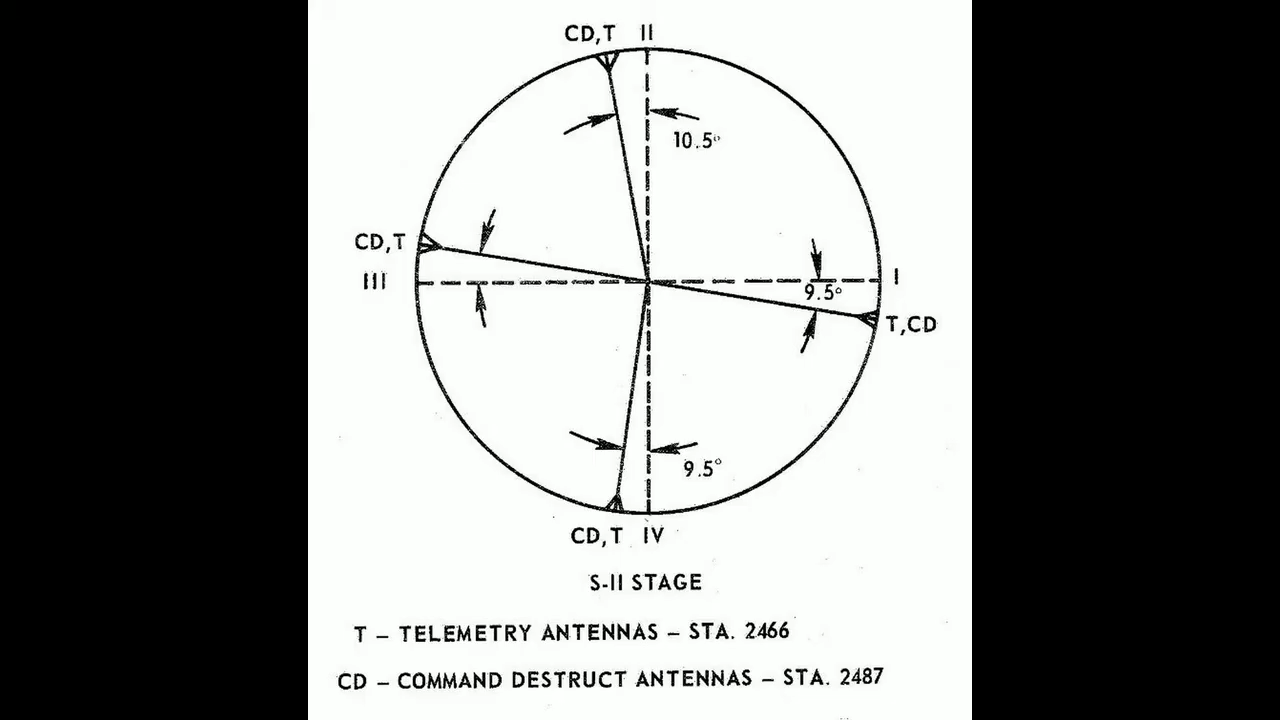 CD,T II
10.5°
CD,T
III
I
9.5°
T,CD
9.5°
CD,T IV
S-II STAGE
T – TELEMETRY ANTENNAS – STA. 2466
CD – COMMAND DESTRUCT ANTENNAS – STA. 2487